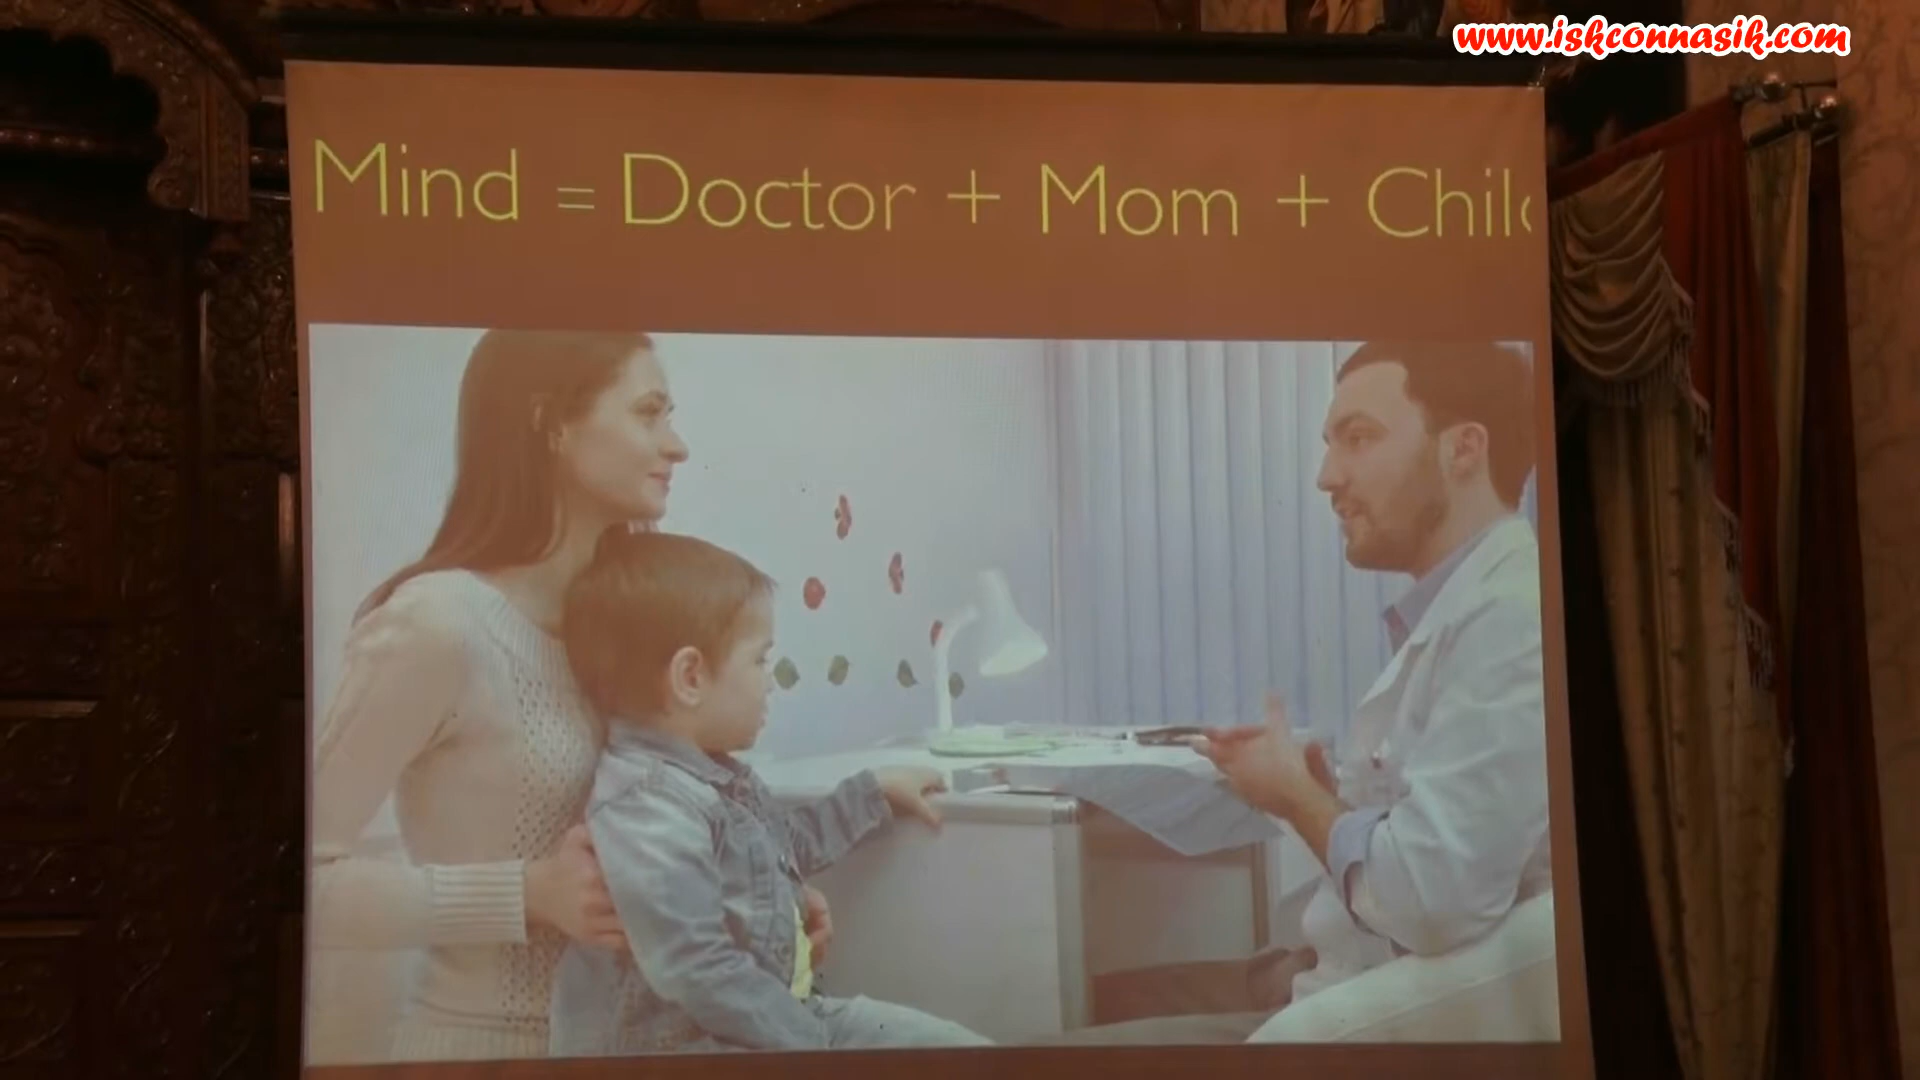 www.iskconnasik.com
Mind = Doctor + Mom + Chil